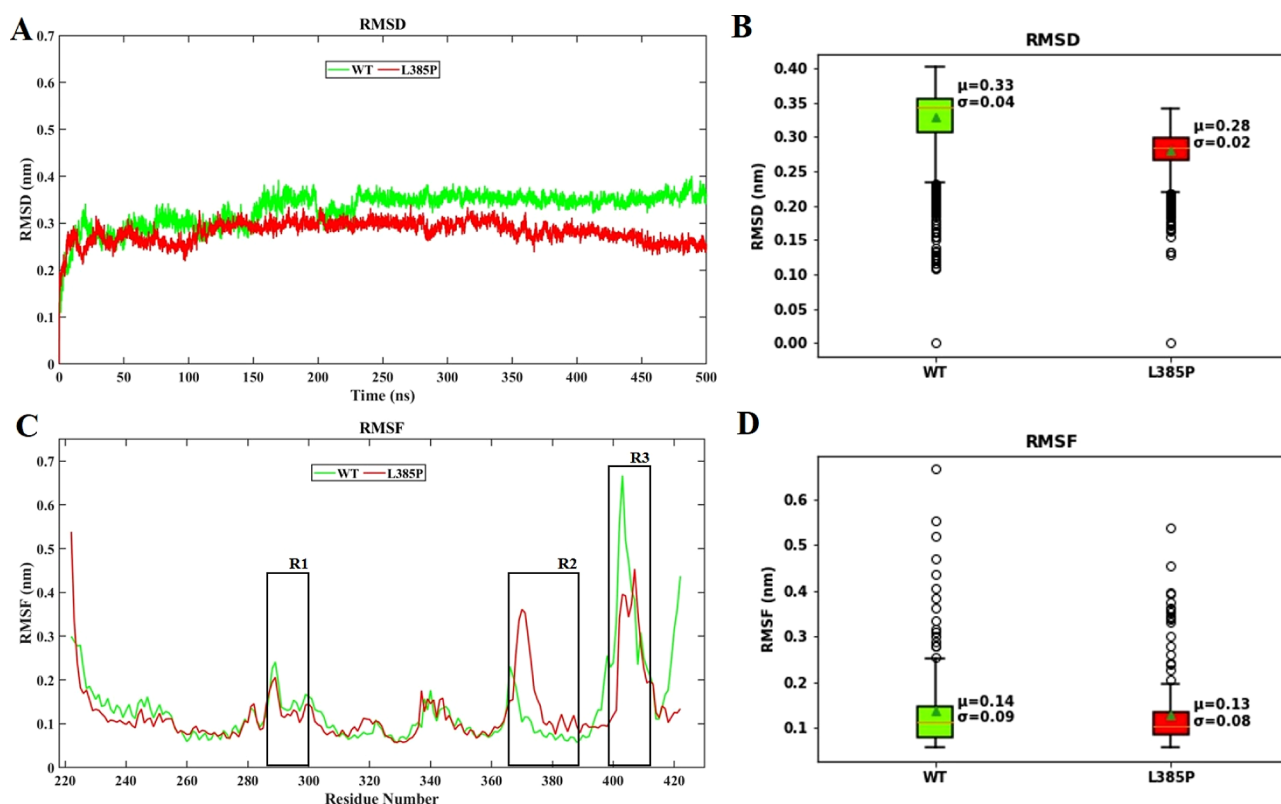 A
RMSD
0.7
0.6
0.5
0.4
0.3
0.2
0.1
0
RMSD (nm)
WT L385P
0 50 100 150 200 250 300 350 400 450 500
Time (ns)
B
RMSD
0.40
0.35
0.30
0.25
0.20
0.15
0.10
0.05
0.00
RMSD (nm)
μ=0.33
σ=0.04
μ=0.28
σ=0.02
WT L385P
C
RMSF
0.7
0.6
0.5
0.4
0.3
0.2
0.1
0
RMSF (nm)
WT L385P
R1
R2
R3
220 240 260 280 300 320 340 360 380 400 420
Residue Number
D
RMSF
0.6
0.5
0.4
0.3
0.2
0.1
RMSF (nm)
μ=0.14
σ=0.09
μ=0.13
σ=0.08
WT L385P